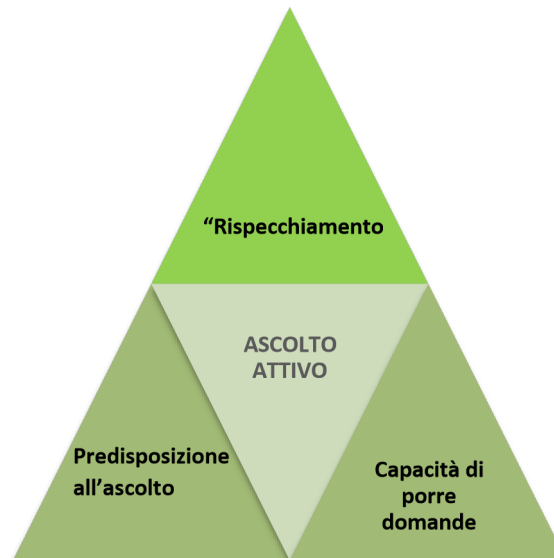 “Rispecchiamento
ASCOLTO
ATTIVO
Predisposizione
all’ascolto
Capacità di
porre
domande